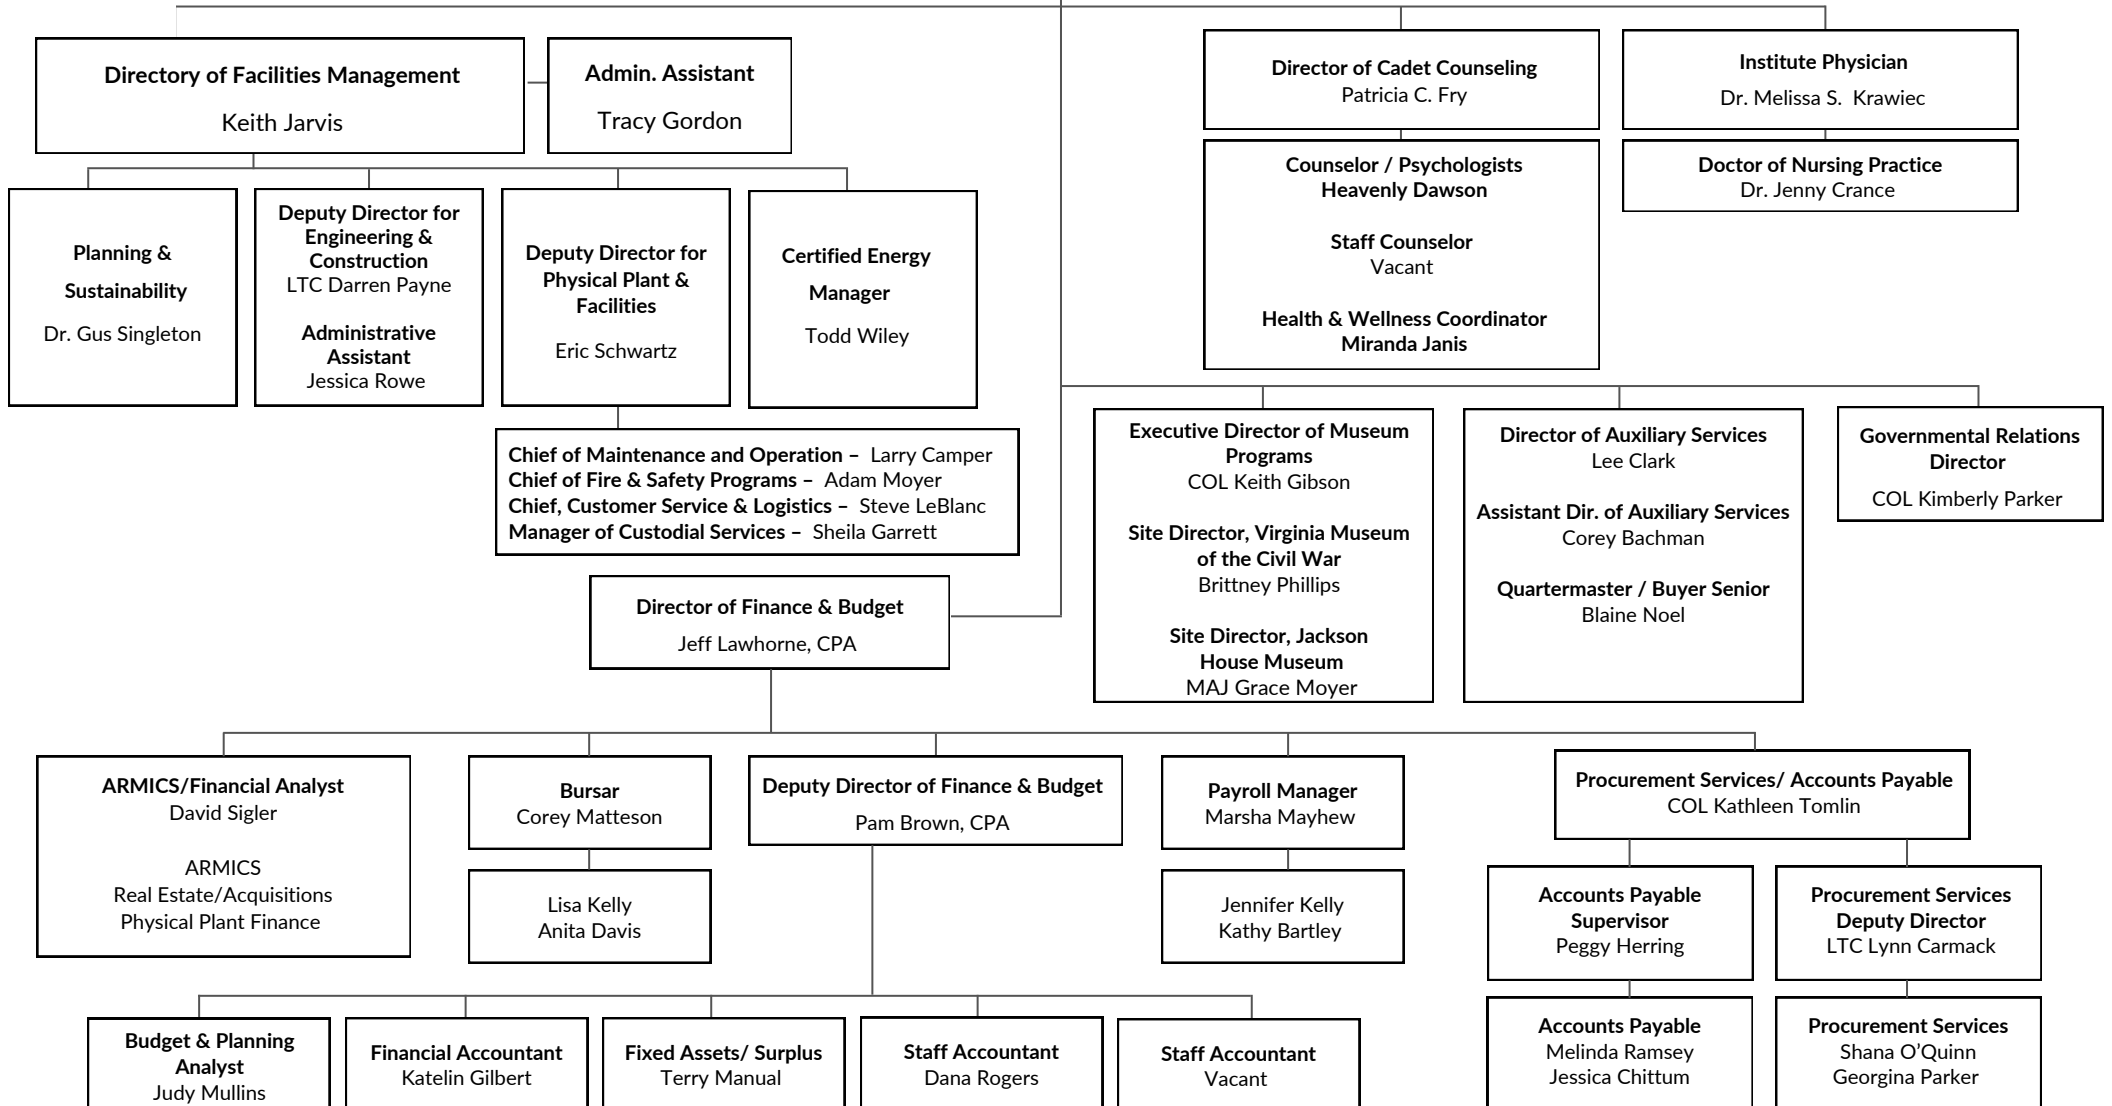 Directory of Facilities Management
Keith Jarvis
Admin. Assistant
Tracy Gordon
Director of Cadet Counseling
Patricia C. Fry
Institute Physician
Dr. Melissa S.  Krawiec
Counselor / Psychologists
Heavenly Dawson
Staff Counselor
Vacant
Health & Wellness Coordinator
Miranda Janis
Doctor of Nursing Practice
Dr. Jenny Crance
Planning &
Sustainability
Dr. Gus Singleton
Deputy Director for
Engineering &
Construction
LTC Darren Payne
Administrative
Assistant
Jessica Rowe
Deputy Director for
Physical Plant &
Facilities
Eric Schwartz
Certified Energy
Manager
Todd Wiley
Chief of Maintenance and Operation –  Larry Camper
Chief of Fire & Safety Programs –  Adam Moyer
Chief, Customer Service & Logistics –  Steve LeBlanc
Manager of Custodial Services –  Sheila Garrett
Executive Director of Museum
Programs
COL Keith Gibson
Site Director, Virginia Museum
of the Civil War
Brittney Phillips
Site Director, Jackson
House Museum
MAJ Grace Moyer
Director of Auxiliary Services
Lee Clark
Assistant Dir. of Auxiliary Services
Corey Bachman
Quartermaster / Buyer Senior
Blaine Noel
Governmental Relations
Director
COL Kimberly Parker
Director of Finance & Budget
Jeff Lawhorne, CPA
ARMICS/Financial Analyst
David Sigler
ARMICS
Real Estate/Acquisitions
Physical Plant Finance
Bursar
Corey Matteson
Lisa Kelly
Anita Davis
Deputy Director of Finance & Budget
Pam Brown, CPA
Payroll Manager
Marsha Mayhew
Jennifer Kelly
Kathy Bartley
Procurement Services/ Accounts Payable
COL Kathleen Tomlin
Accounts Payable
Supervisor
Peggy Herring
Procurement Services
Deputy Director
LTC Lynn Carmack
Budget & Planning
Analyst
Judy Mullins
Financial Accountant
Katelin Gilbert
Fixed Assets/ Surplus
Terry Manual
Staff Accountant
Dana Rogers
Staff Accountant
Vacant
Accounts Payable
Melinda Ramsey
Jessica Chittum
Procurement Services
Shana O’Quinn
Georgina Parker